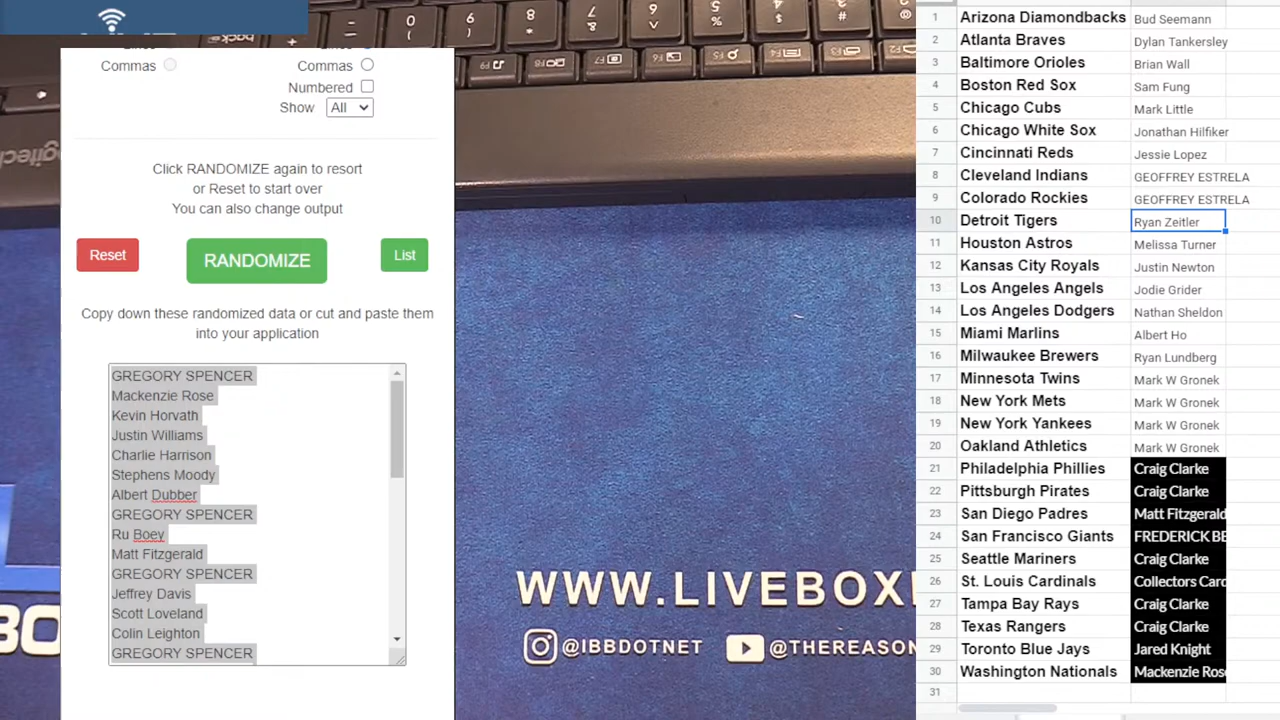 Commas
Commas
Numbered
Show All
Click RANDOMIZE again to resort
or Reset to start over
You can also change output
Reset
RANDOMIZE
List
Copy down these randomized data or cut and paste them
into your application
GREGORY SPENCER
Mackenzie Rose
Kevin Horvath
Justin Williams
Charlie Harrison
Stephens Moody
Albert Dubber
GREGORY SPENCER
Ru Boev
Matt Fitzgerald
GREGORY SPENCER
Jeffrey Davis
Scott Loveland
Colin Leighton
GREGORY SPENCER
WWW.LIVEBOX
@IBBDOTNET
@THEREASON
1 Arizona Diamondbacks Bud Seemann
2 Atlanta Braves Dylan Tankersley
3 Baltimore Orioles Brian Wall
4 Boston Red Sox Sam Fung
5 Chicago Cubs Mark Little
6 Chicago White Sox Jonathan Hilfiker
7 Cincinnati Reds Jessie Lopez
8 Cleveland Indians GEOFFREY ESTRELA
9 Colorado Rockies GEOFFREY ESTRELA
10 Detroit Tigers Ryan Zeitler
11 Houston Astros Melissa Turner
12 Kansas City Royals Justin Newton
13 Los Angeles Angels Jodie Grider
14 Los Angeles Dodgers Nathan Sheldon
15 Miami Marlins Albert Ho
16 Milwaukee Brewers Ryan Lundberg
17 Minnesota Twins Mark W Gronek
18 New York Mets Mark W Gronek
19 New York Yankees Mark W Gronek
20 Oakland Athletics Mark W Gronek
21 Philadelphia Phillies Craig Clarke
22 Pittsburgh Pirates Craig Clarke
23 San Diego Padres Matt Fitzgerald
24 San Francisco Giants FREDERICK BE
25 Seattle Mariners Craig Clarke
26 St. Louis Cardinals Collectors Card
27 Tampa Bay Rays Craig Clarke
28 Texas Rangers Craig Clarke
29 Toronto Blue Jays Jared Knight
30 Washington Nationals Mackenzie Rose
31